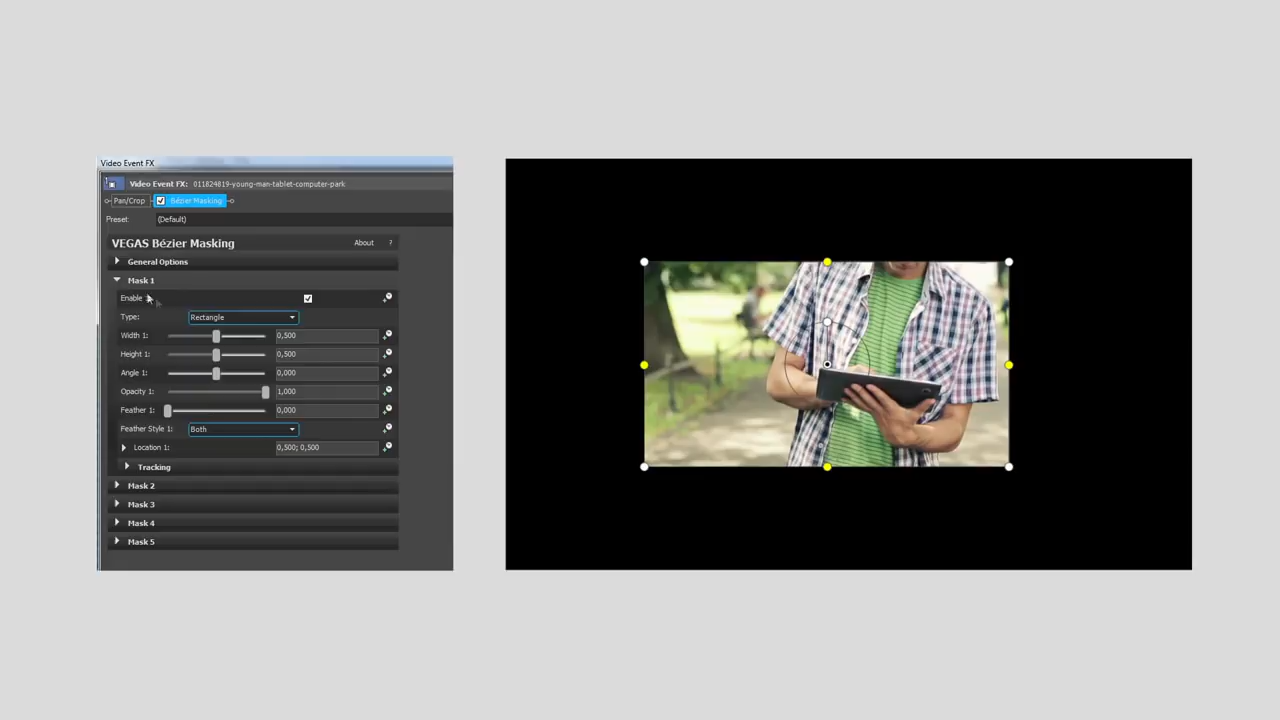 Video Event FX
Video Event FX: 011824819-young-man-tablet-computer-park
Pan/Crop Bézier Masking
Preset: (Default)
VEGAS Bézier Masking About ?
General Options
Mask 1
Enable
Type: Rectangle
Width 1: 0,500
Height 1: 0,500
Angle 1: 0,000
Opacity 1: 1,000
Feather 1: 0,000
Feather Style 1: Both
Location 1: 0,500; 0,500
Tracking
Mask 2
Mask 3
Mask 4
Mask 5